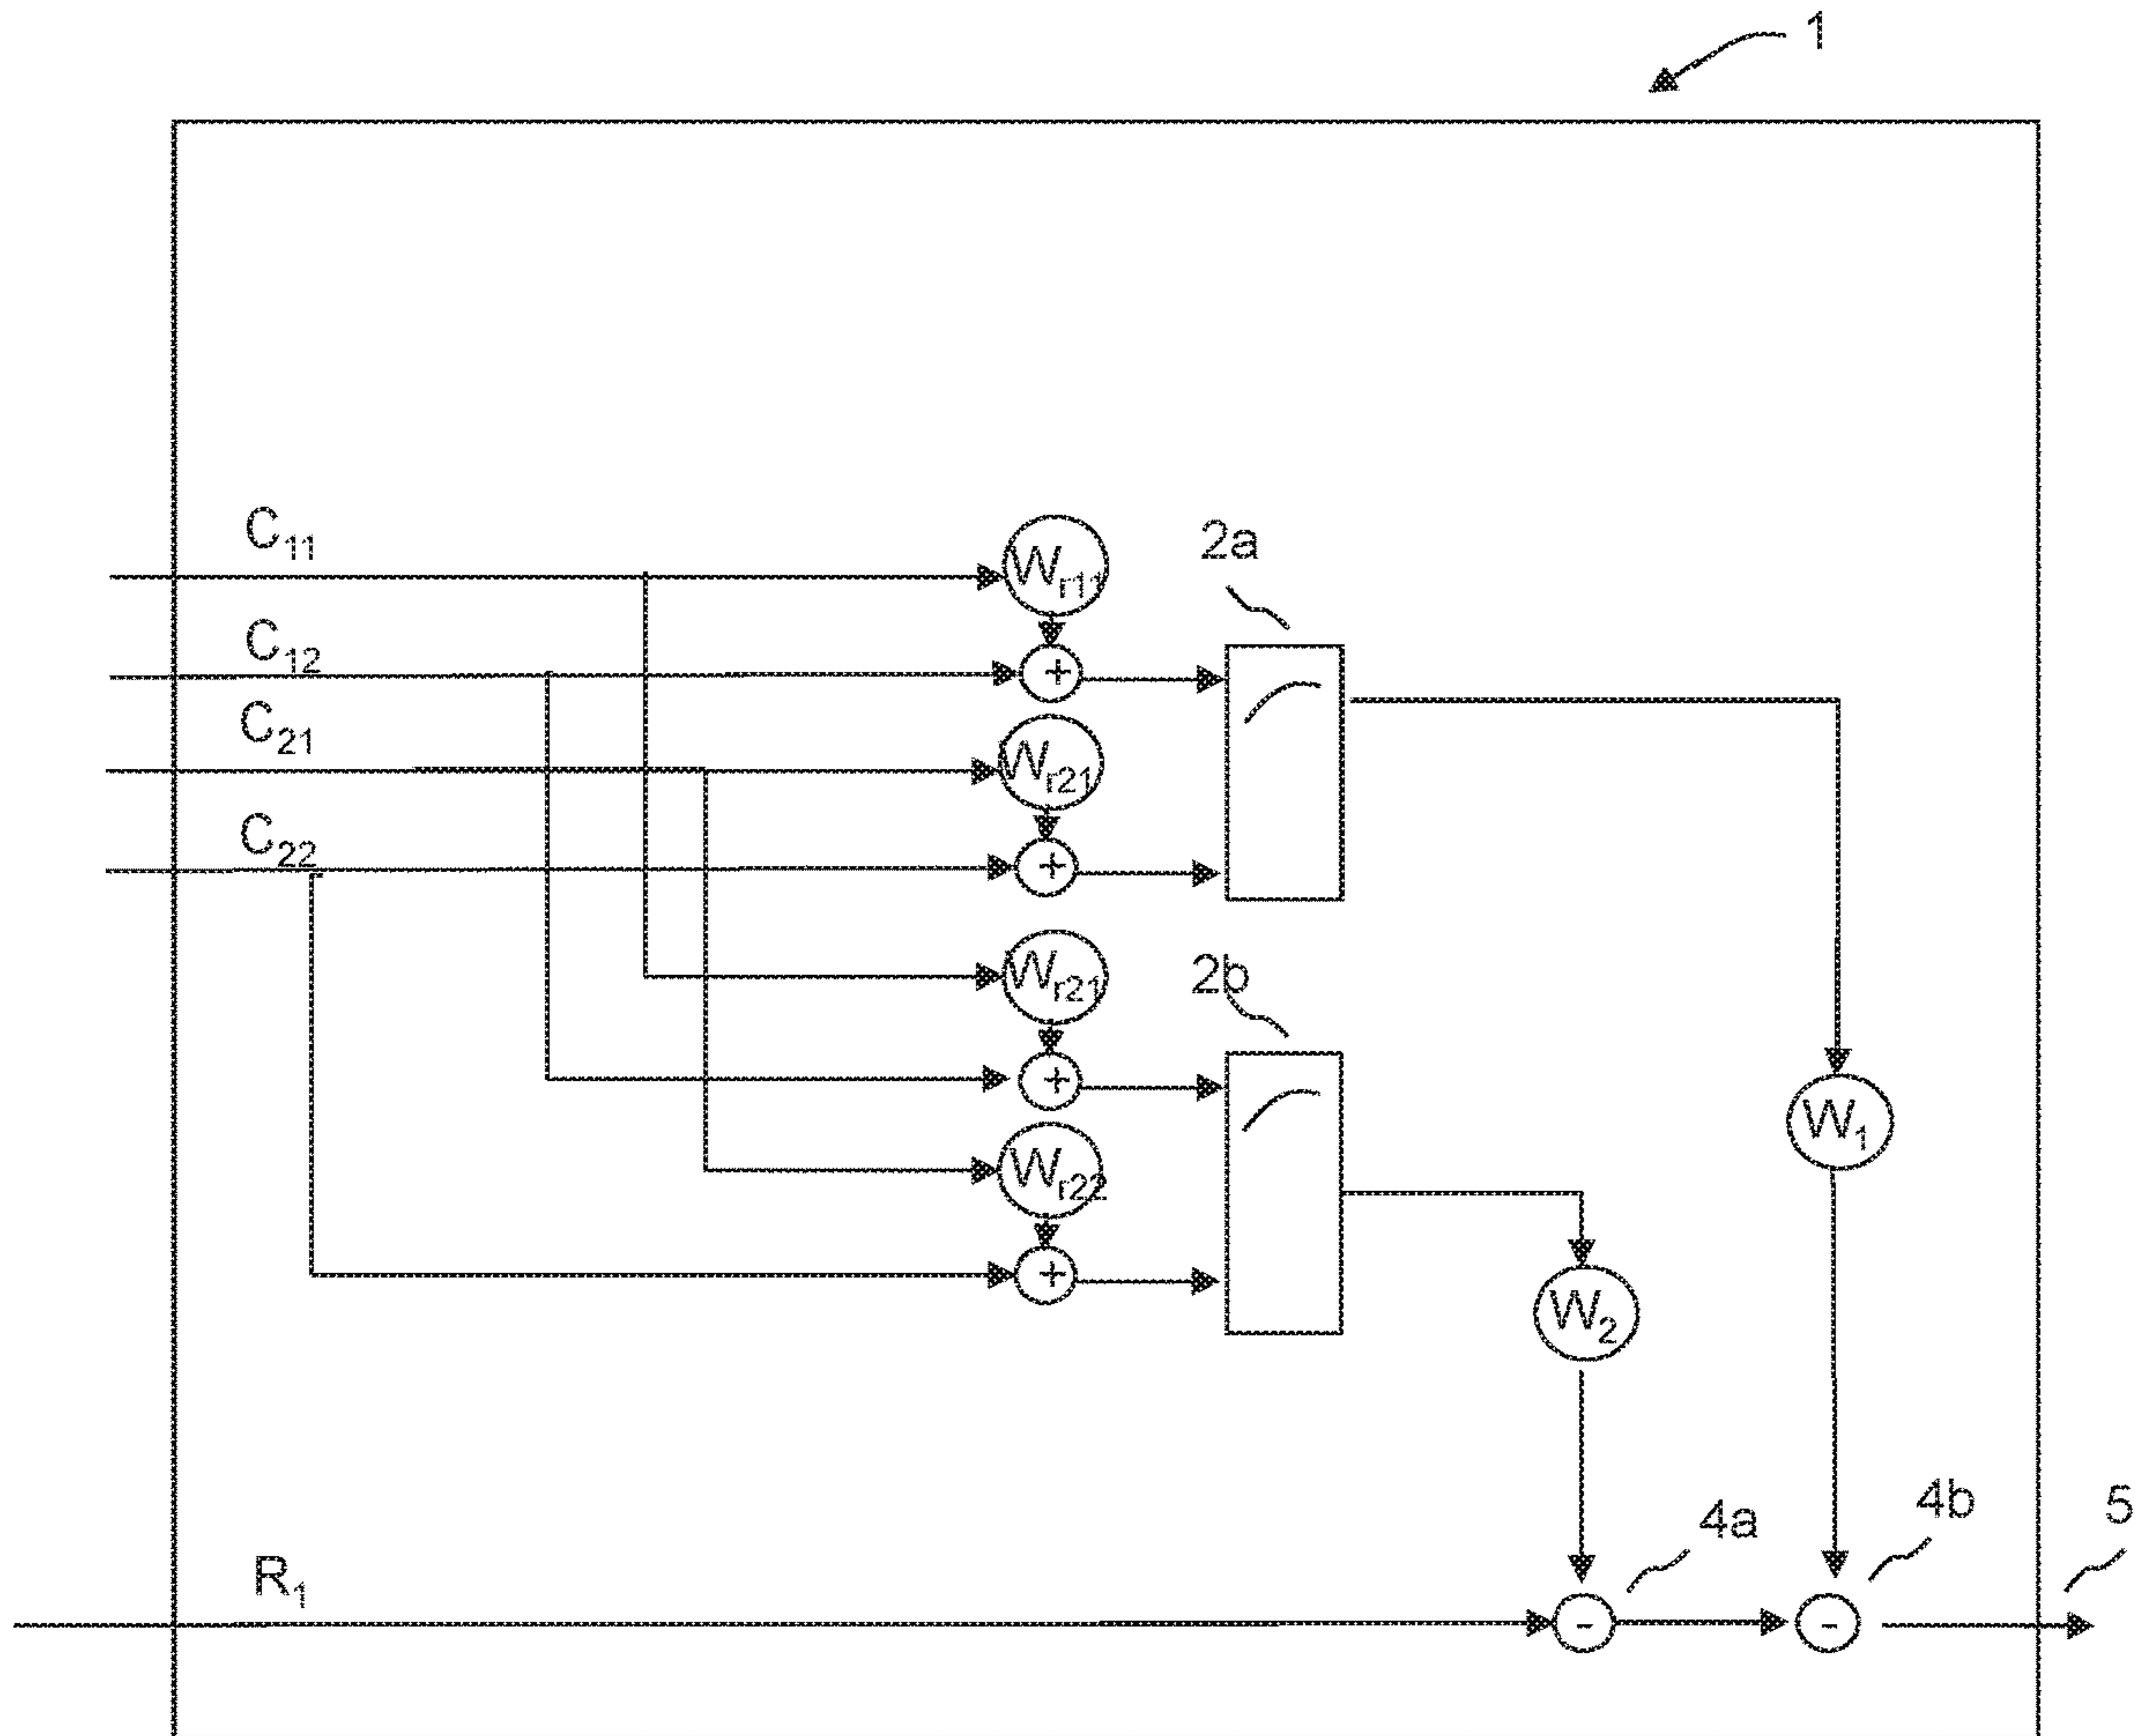 1
C₁₁
Wᵣ₁₁
2a
C₁₂
+
C₂₁
Wᵣ₂₁
C₂₂
+
Wᵣ₂₁
2b
+
W₁
Wᵣ₂₂
+
W₂
4a
4b
5
R₁
-
-